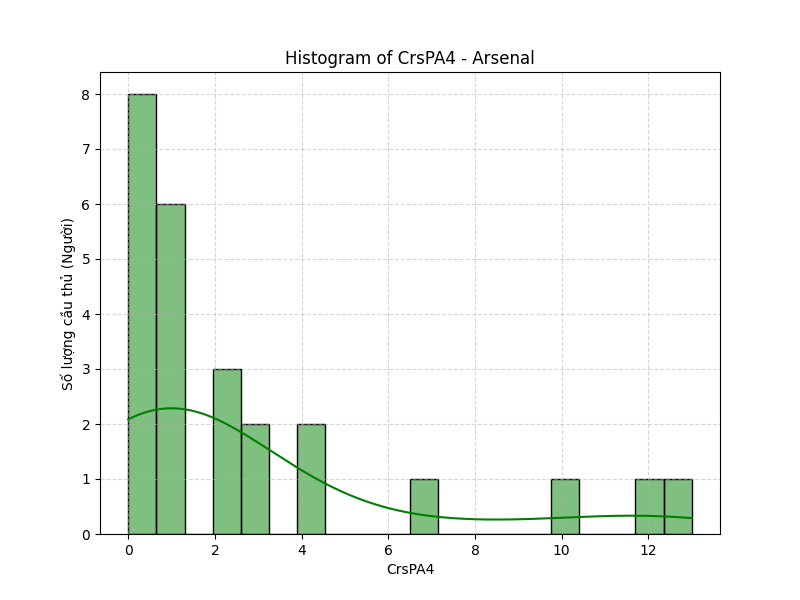 Histogram of CrsPA4 - Arsenal
Số lượng cầu thủ (Người)
8
7
6
5
4
3
2
1
0
0 2 4 6 8 10 12
CrsPA4